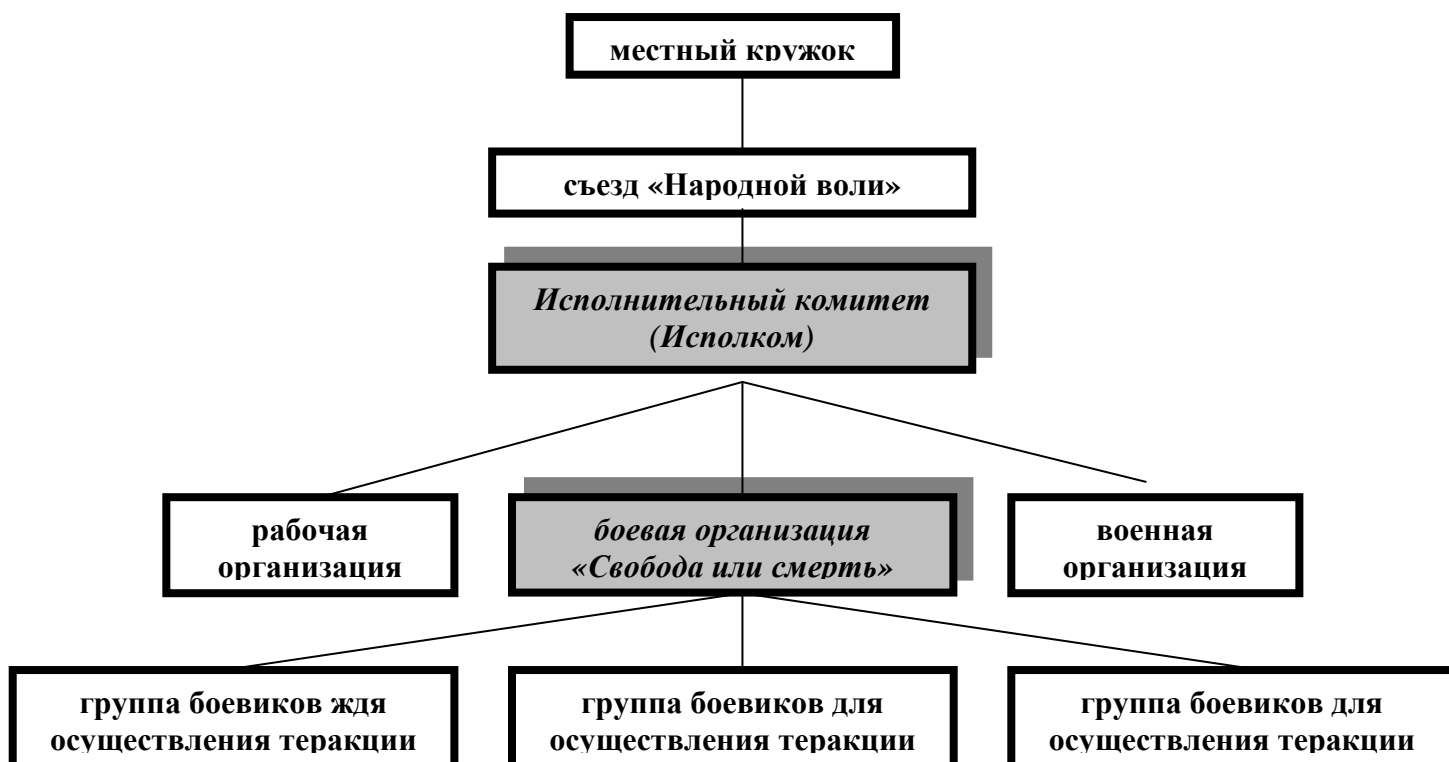 местный кружок
съезд «Народной воли»
Исполнительный комитет
(Исполком)
рабочая
организация
боевая организация
«Свобода или смерть»
военная
организация
группа боевиков ждя
осуществления теракции
группа боевиков для
осуществления теракции
группа боевиков для
осуществления теракции